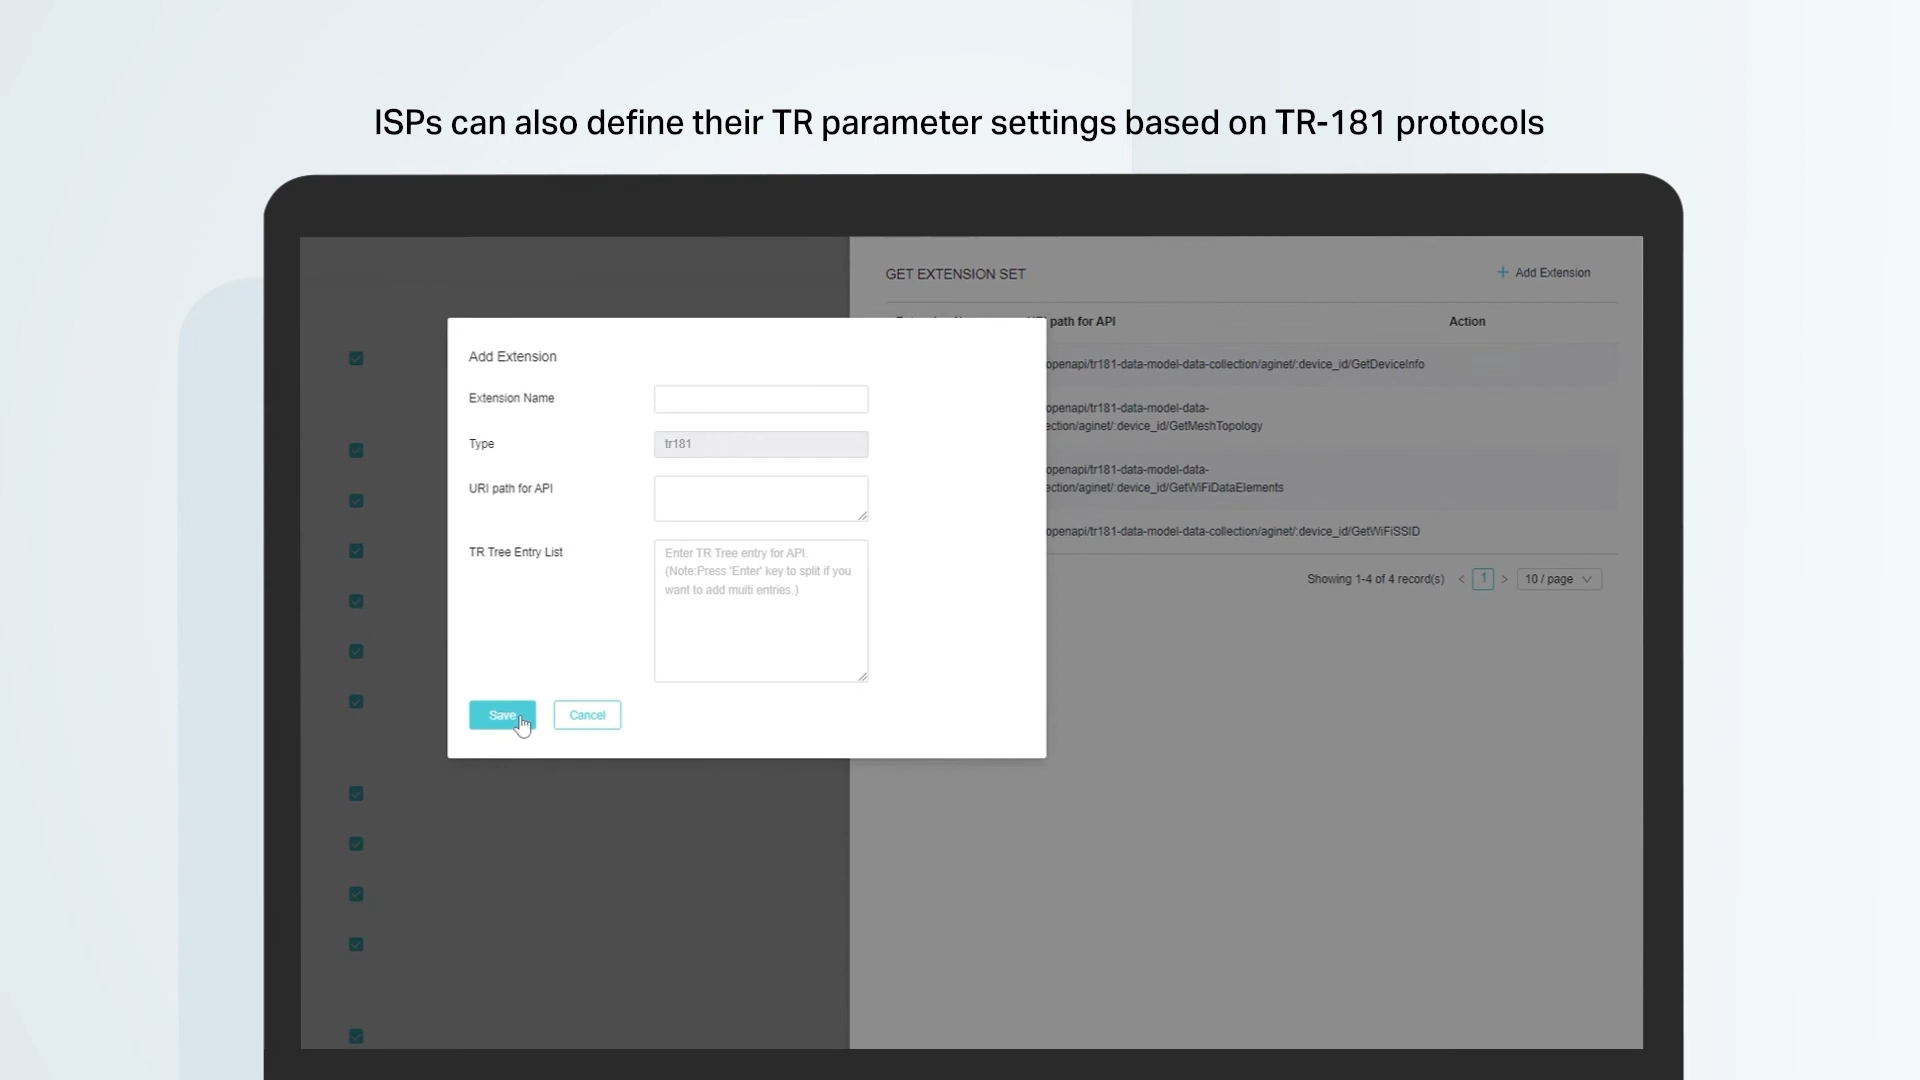 ISPs can also define their TR parameter settings based on TR-181 protocols
GET EXTENSION SET
+ Add Extension
path for API
Action
openapi/tr181-data-model-data-collection/aginet/:device_id/GetDeviceInfo
openapi/tr181-data-model-data-
ection/aginet/:device_id/GetMeshTopology
openapi/tr181-data-model-data-
ection/aginet/:device_id/GetWiFiDataElements
openapi/tr181-data-model-data-collection/aginet/:device_id/GetWiFiSSID
Showing 1-4 of 4 record(s) < 1 > 10 / page
Add Extension
Extension Name
Type
tr181
URI path for API
TR Tree Entry List
Enter TR Tree entry for API.
(Note:Press 'Enter' key to split if you
want to add multi entries.)
Save
Cancel